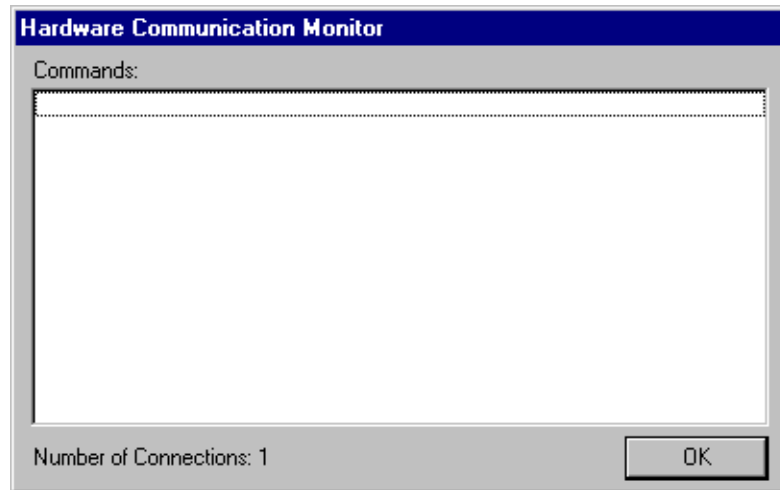 Hardware Communication Monitor
Commands:
Number of Connections: 1
OK